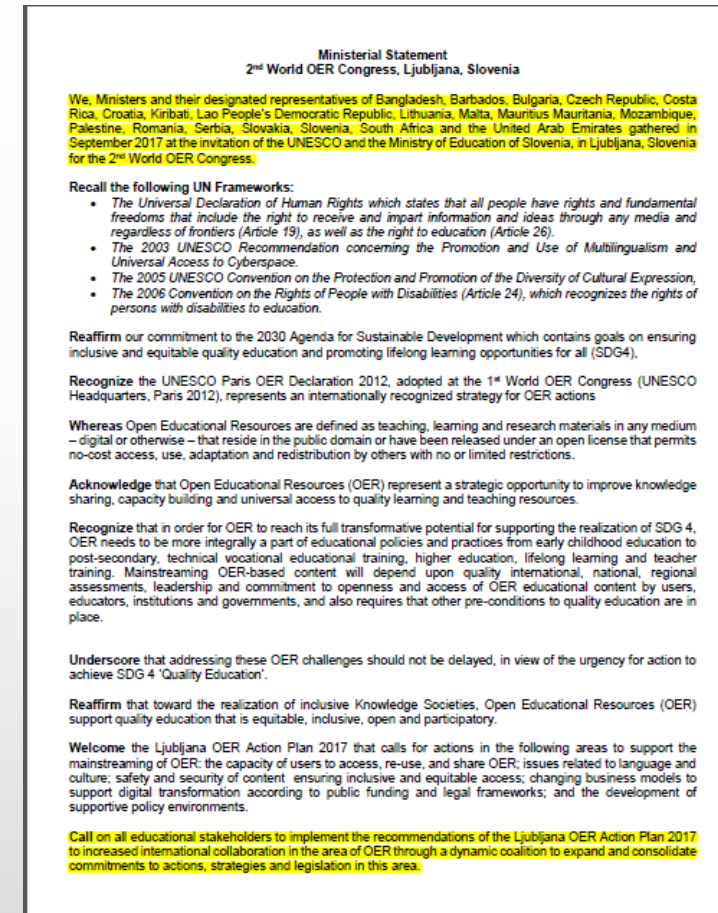 Ministerial Statement
2nd World OER Congress, Ljubljana, Slovenia
We, Ministers and their designated representatives of Bangladesh, Barbados, Bulgaria, Czech Republic, Costa
Rica, Croatia, Kiribati, Lao People's Democratic Republic, Lithuania, Malta, Mauritius Mauritania, Mozambique,
Palestine, Romania, Serbia, Slovakia, Slovenia, South Africa and the United Arab Emirates gathered in
September 2017 at the invitation of the UNESCO and the Ministry of Education of Slovenia, in Ljubljana, Slovenia
for the 2nd World OER Congress.
Recall the following UN Frameworks:
• The Universal Declaration of Human Rights which states that all people have rights and fundamental
freedoms that include the right to receive and impart information and ideas through any media and
regardless of frontiers (Article 19), as well as the right to education (Article 26).
• The 2003 UNESCO Recommendation concerning the Promotion and Use of Multilingualism and
Universal Access to Cyberspace.
• The 2005 UNESCO Convention on the Protection and Promotion of the Diversity of Cultural Expression,
• The 2006 Convention on the Rights of People with Disabilities (Article 24), which recognizes the rights of
persons with disabilities to education.
Reaffirm our commitment to the 2030 Agenda for Sustainable Development which contains goals on ensuring
inclusive and equitable quality education and promoting lifelong learning opportunities for all (SDG4),
Recognize the UNESCO Paris OER Declaration 2012, adopted at the 1st World OER Congress (UNESCO
Headquarters, Paris 2012), represents an internationally recognized strategy for OER actions
Whereas Open Educational Resources are defined as teaching, learning and research materials in any medium
– digital or otherwise – that reside in the public domain or have been released under an open license that permits
no-cost access, use, adaptation and redistribution by others with no or limited restrictions.
Acknowledge that Open Educational Resources (OER) represent a strategic opportunity to improve knowledge
sharing, capacity building and universal access to quality learning and teaching resources.
Recognize that in order for OER to reach its full transformative potential for supporting the realization of SDG 4,
OER needs to be more integrally a part of educational policies and practices from early childhood education to
post-secondary, technical vocational educational training, higher education, lifelong learning and teacher
training. Mainstreaming OER-based content will depend upon quality international, national, regional
assessments, leadership and commitment to openness and access of OER educational content by users,
educators, institutions and governments, and also requires that other pre-conditions to quality education are in
place.
Underscore that addressing these OER challenges should not be delayed, in view of the urgency for action to
achieve SDG 4 'Quality Education'.
Reaffirm that toward the realization of inclusive Knowledge Societies, Open Educational Resources (OER)
support quality education that is equitable, inclusive, open and participatory.
Welcome the Ljubljana OER Action Plan 2017 that calls for actions in the following areas to support the
mainstreaming of OER: the capacity of users to access, re-use, and share OER; issues related to language and
culture; safety and security of content ensuring inclusive and equitable access; changing business models to
support digital transformation according to public funding and legal frameworks; and the development of
supportive policy environments.
Call on all educational stakeholders to implement the recommendations of the Ljubljana OER Action Plan 2017
to increased international collaboration in the area of OER through a dynamic coalition to expand and consolidate
commitments to actions, strategies and legislation in this area.